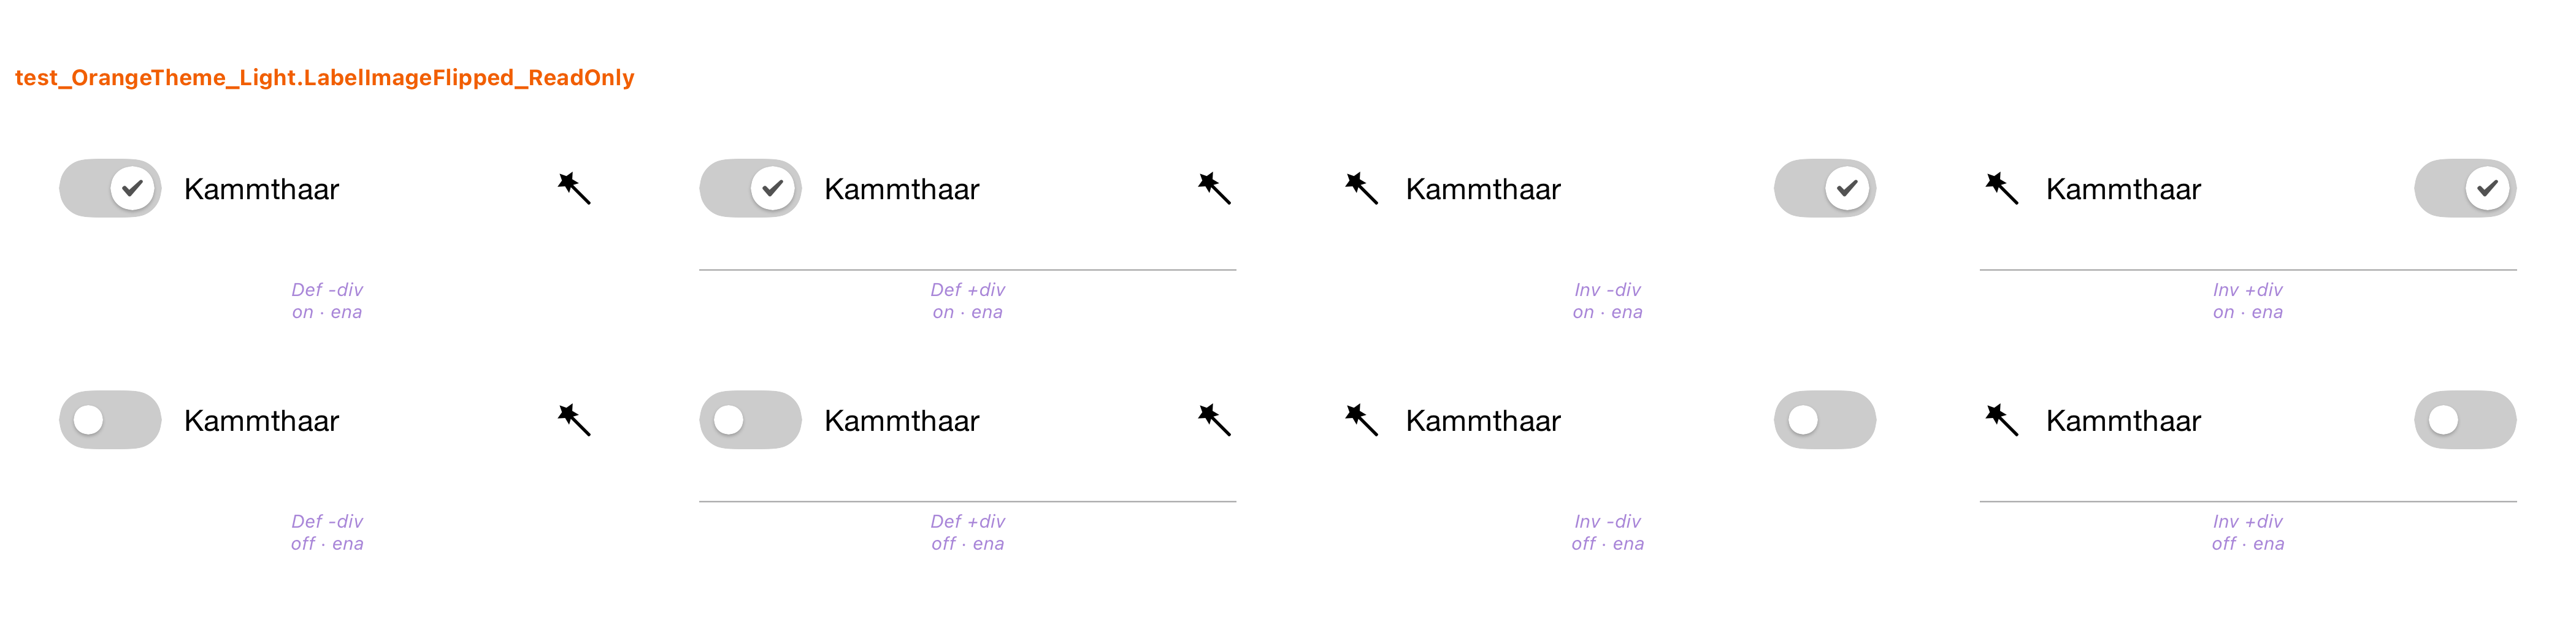 test_OrangeTheme_Light.LabelImageFlipped_ReadOnly
Kammthaar
Kammthaar
Kammthaar
Kammthaar
Def -div
on · ena
Def +div
on · ena
Inv -div
on · ena
Inv +div
on · ena
Kammthaar
Kammthaar
Kammthaar
Kammthaar
Def -div
off · ena
Def +div
off · ena
Inv -div
off · ena
Inv +div
off · ena